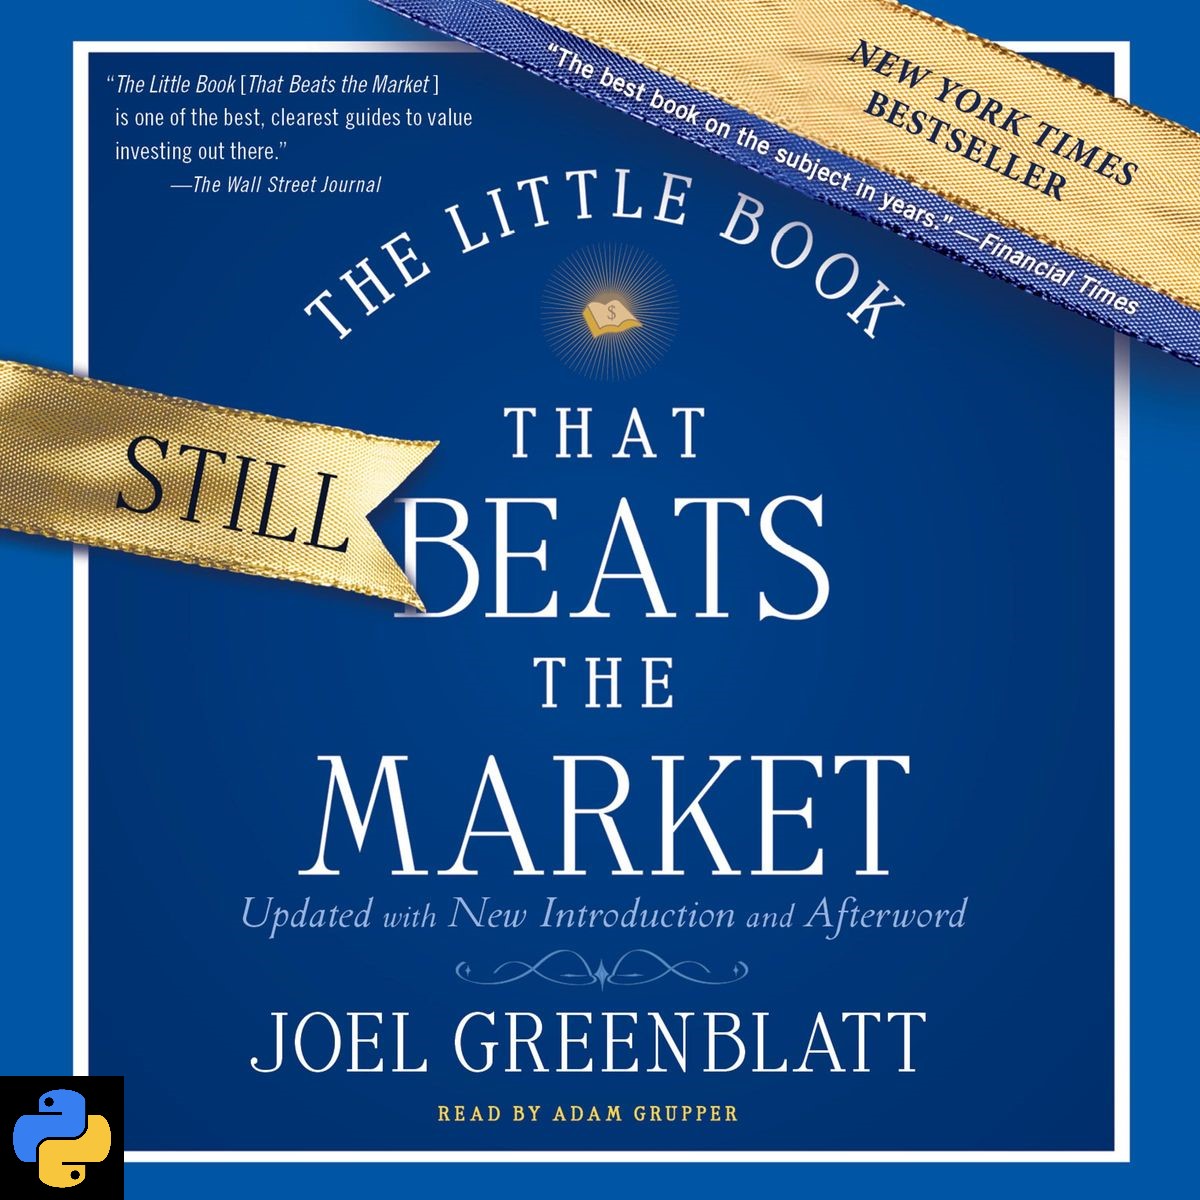 “The Little Book [That Beats the Market]
is one of the best, clearest guides to value
investing out there.”
—The Wall Street Journal
NEW YORK TIMES
BESTSELLER
“The best book on the subject in years.” —Financial Times
THE LITTLE BOOK
$
THAT
STILL
BEATS
THE
MARKET
Updated with New Introduction and Afterword
JOEL GREENBLATT
READ BY ADAM GRUPPER